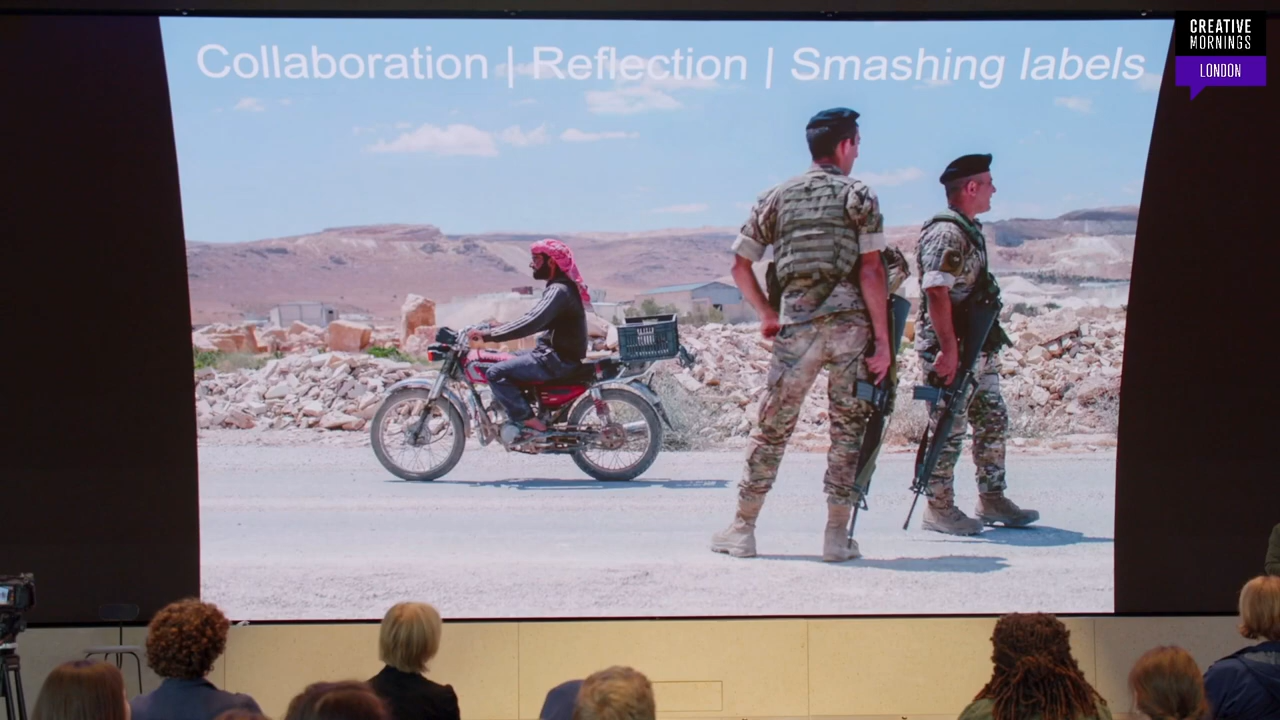 Collaboration | Reflection | Smashing labels
CREATIVE
MORNINGS
LONDON